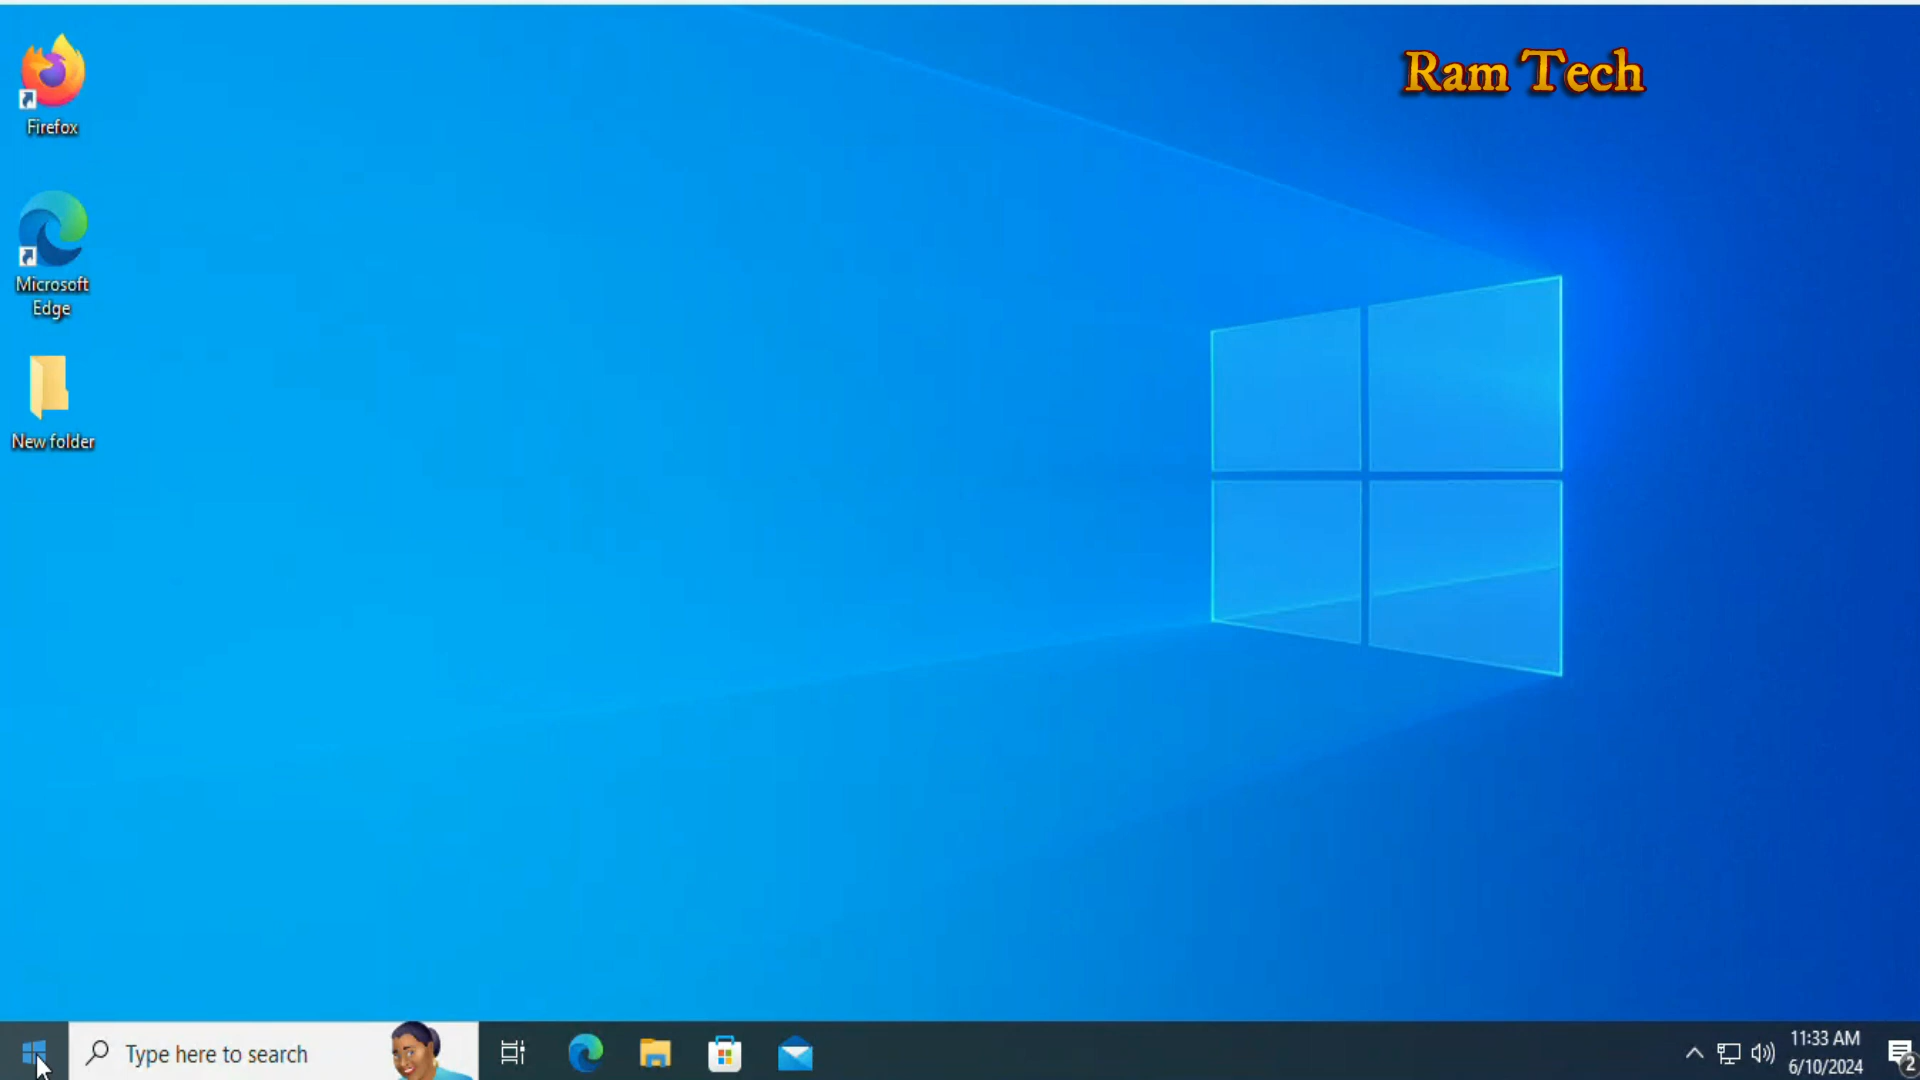 Ram Tech
Firefox
Microsoft
Edge
New folder
Type here to search
11:33 AM
6/10/2024
2